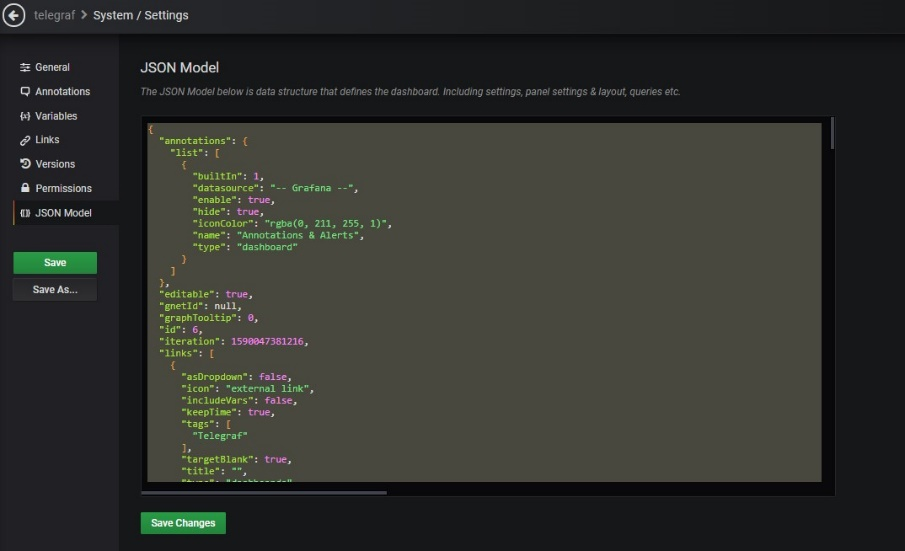 telegraf > System / Settings
General
Annotations
Variables
Links
Versions
Permissions
JSON Model
Save
Save As...
JSON Model
The JSON Model below is data structure that defines the dashboard. Including settings, panel settings & layout, queries etc.
{
"annotations": {
"list": [
{
"builtIn": 1,
"datasource": "-- Grafana --",
"enable": true,
"hide": true,
"iconColor": "rgba(0, 211, 255, 1)",
"name": "Annotations & Alerts",
"type": "dashboard"
}
]
},
"editable": true,
"gnetId": null,
"graphTooltip": 0,
"id": 6,
"iteration": 1590047381216,
"links": [
{
"asDropdown": false,
"icon": "external link",
"includeVars": false,
"keepTime": true,
"tags": [
"Telegraf"
],
"targetBlank": true,
"title": "",
"type": "dashboards"
Save Changes